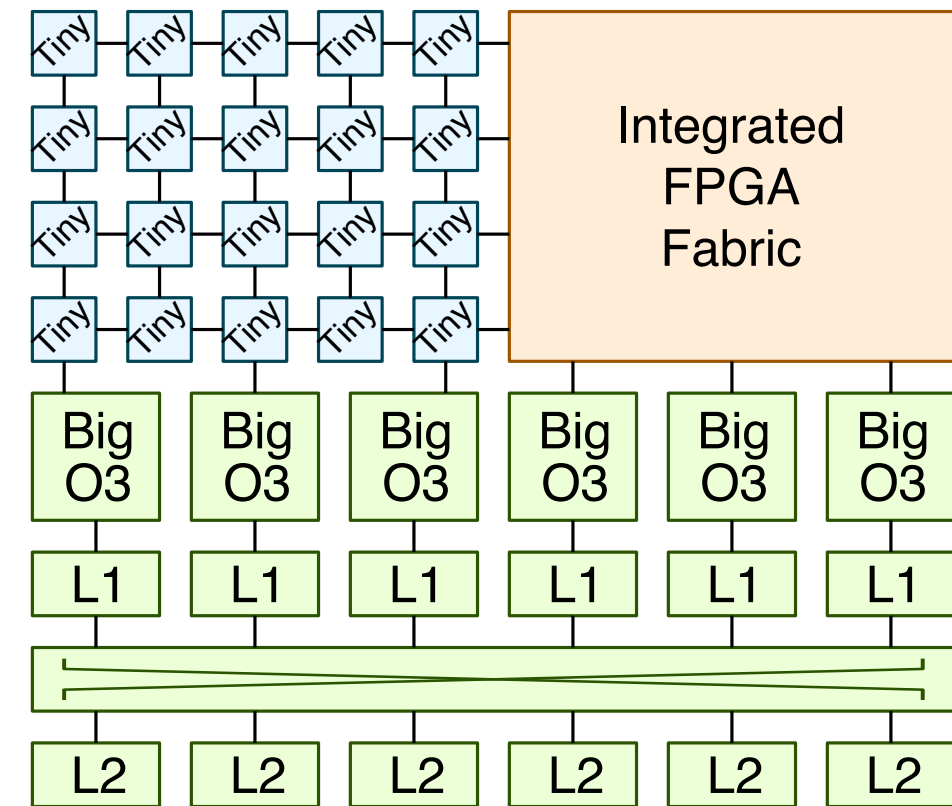 Tiny Tiny Tiny Tiny Tiny
Tiny Tiny Tiny Tiny Tiny
Tiny Tiny Tiny Tiny Tiny
Tiny Tiny Tiny Tiny Tiny
Integrated
FPGA
Fabric
Big Big Big Big Big Big
O3 O3 O3 O3 O3 O3
L1 L1 L1 L1 L1 L1
L2 L2 L2 L2 L2 L2